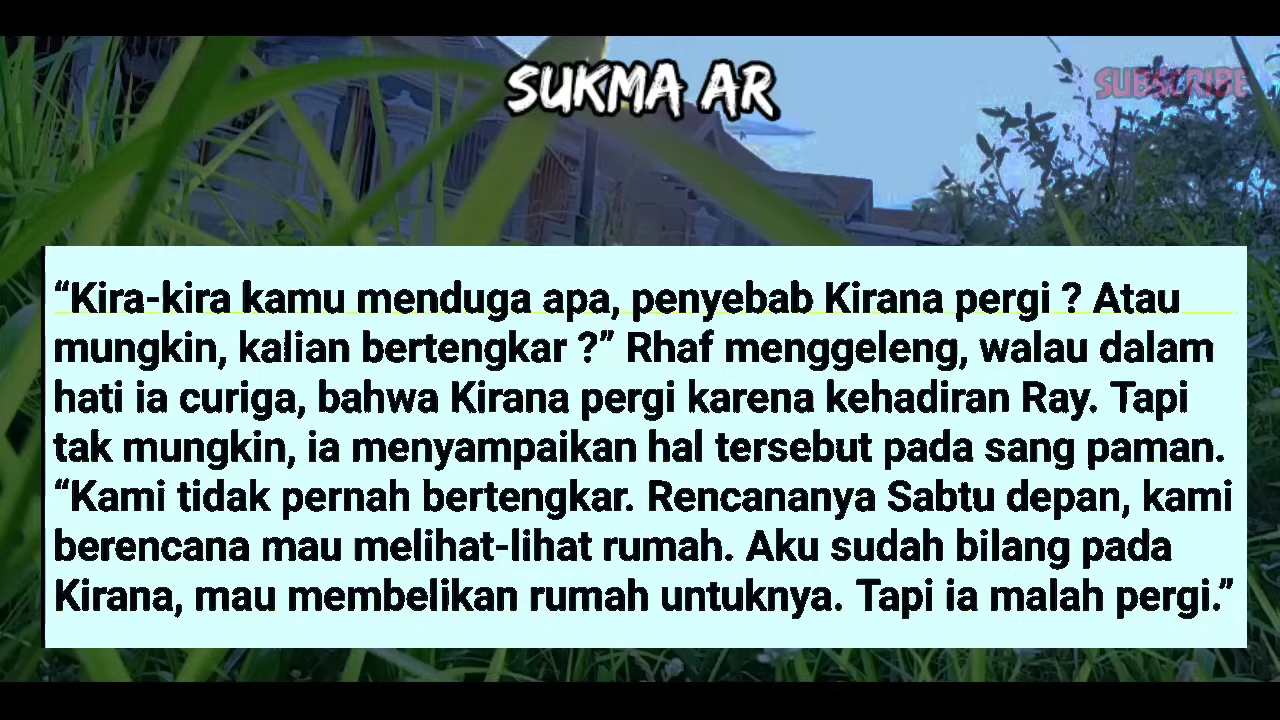 SUKMA AR
SUBSCRIBE
“Kira-kira kamu menduga apa, penyebab Kirana pergi ? Atau
mungkin, kalian bertengkar ?” Rhaf menggeleng, walau dalam
hati ia curiga, bahwa Kirana pergi karena kehadiran Ray. Tapi
tak mungkin, ia menyampaikan hal tersebut pada sang paman.
“Kami tidak pernah bertengkar. Rencananya Sabtu depan, kami
berencana mau melihat-lihat rumah. Aku sudah bilang pada
Kirana, mau membelikan rumah untuknya. Tapi ia malah pergi.”